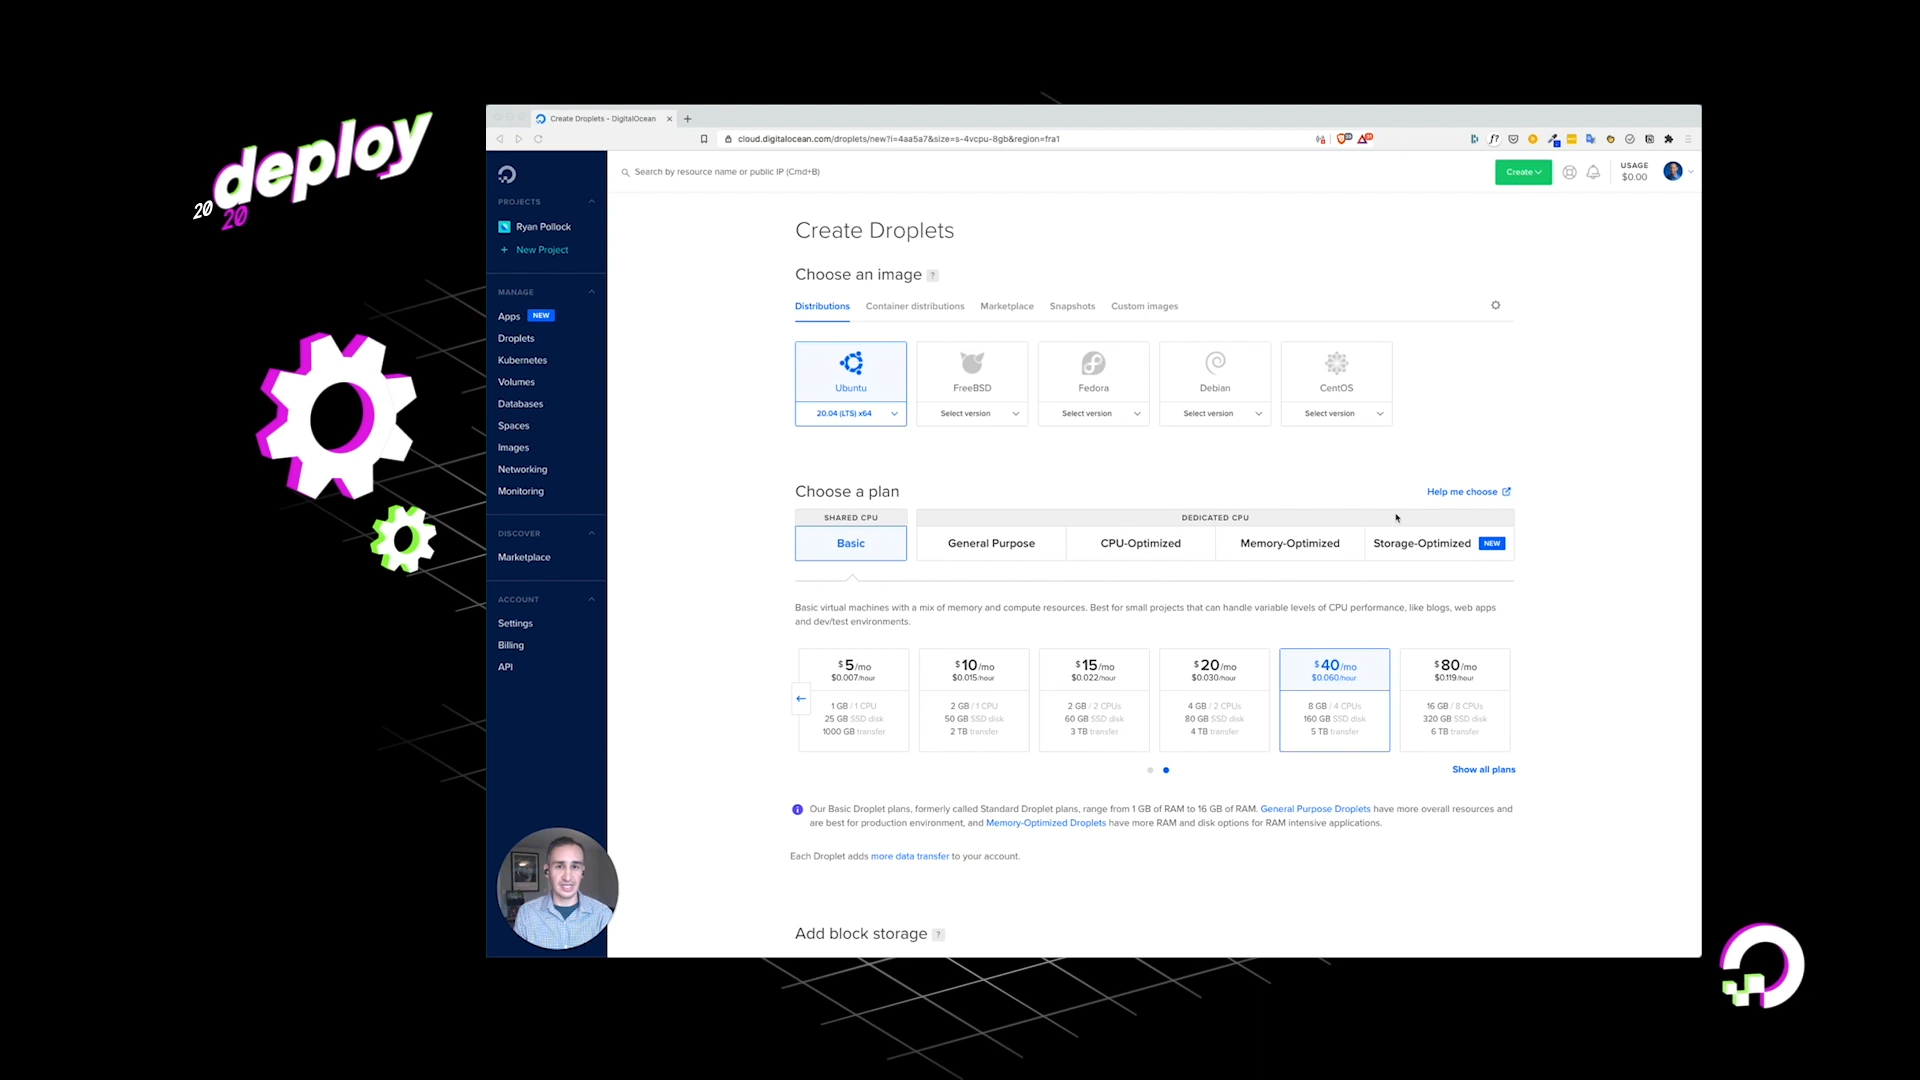 deploy
20
20
Create Droplets - DigitalOcean
cloud.digitalocean.com/droplets/new?i=4aa5a7&size=s-4vcpu-8gb&region=fra1
Search by resource name or public IP (Cmd+B)
Create
USAGE
$0.00
PROJECTS
Ryan Pollock
+ New Project
MANAGE
Apps NEW
Droplets
Kubernetes
Volumes
Databases
Spaces
Images
Networking
Monitoring
DISCOVER
Marketplace
ACCOUNT
Settings
Billing
API
Create Droplets
Choose an image ?
Distributions Container distributions Marketplace Snapshots Custom images
Ubuntu FreeBSD Fedora Debian CentOS
20.04 (LTS) x64 Select version Select version Select version Select version
Choose a plan
Help me choose
SHARED CPU DEDICATED CPU
Basic General Purpose CPU-Optimized Memory-Optimized Storage-Optimized NEW
Basic virtual machines with a mix of memory and compute resources. Best for small projects that can handle variable levels of CPU performance, like blogs, web apps
and dev/test environments.
$5/mo $10/mo $15/mo $20/mo $40/mo $80/mo
$0.007/hour $0.015/hour $0.022/hour $0.030/hour $0.060/hour $0.119/hour
1 GB / 1 CPU 2 GB / 1 CPU 2 GB / 2 CPUs 4 GB / 2 CPUs 8 GB / 4 CPUs 16 GB / 8 CPUs
25 GB SSD disk 50 GB SSD disk 60 GB SSD disk 80 GB SSD disk 160 GB SSD disk 320 GB SSD disk
1000 GB transfer 2 TB transfer 3 TB transfer 4 TB transfer 5 TB transfer 6 TB transfer
Show all plans
Our Basic Droplet plans, formerly called Standard Droplet plans, range from 1 GB of RAM to 16 GB of RAM. General Purpose Droplets have more overall resources and
are best for production environment, and Memory-Optimized Droplets have more RAM and disk options for RAM intensive applications.
Each Droplet adds more data transfer to your account.
Add block storage ?